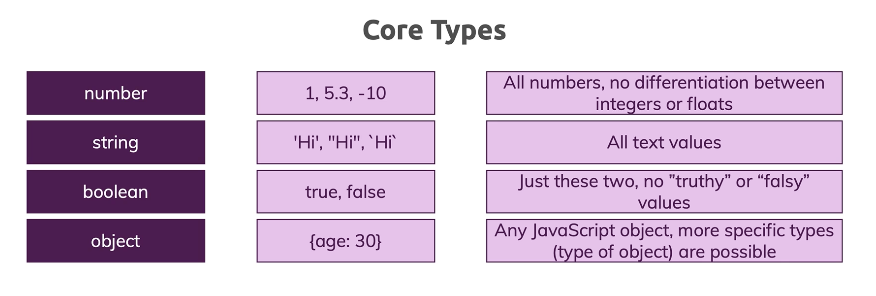 Core Types
number
1, 5.3, -10
All numbers, no differentiation between
integers or floats
string
'Hi', "Hi", `Hi`
All text values
boolean
true, false
Just these two, no ”truthy” or “falsy”
values
object
{age: 30}
Any JavaScript object, more specific types
(type of object) are possible